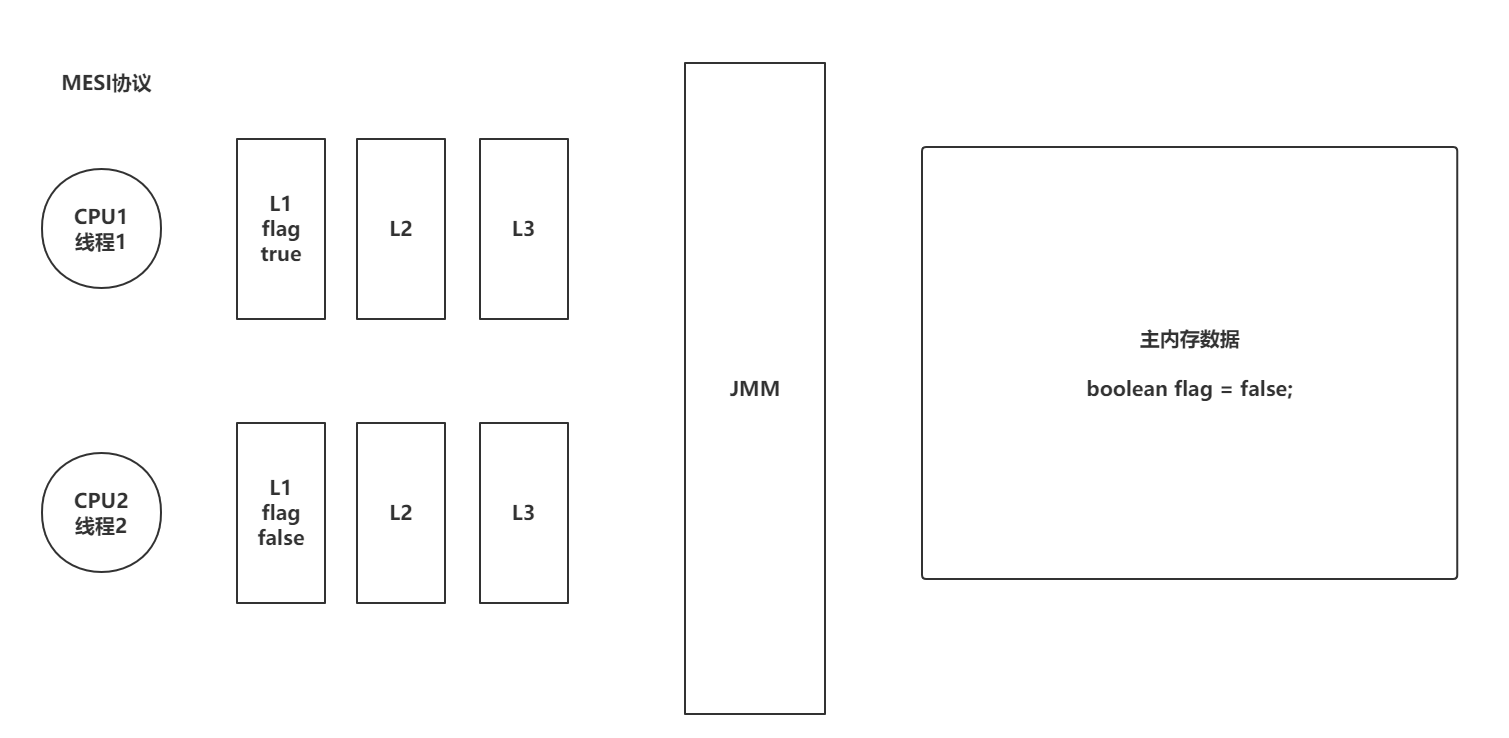 MESI协议
CPU1
线程1
L1
flag
true
L2
L3
CPU2
线程2
L1
flag
false
L2
L3
JMM
主内存数据
boolean flag = false;